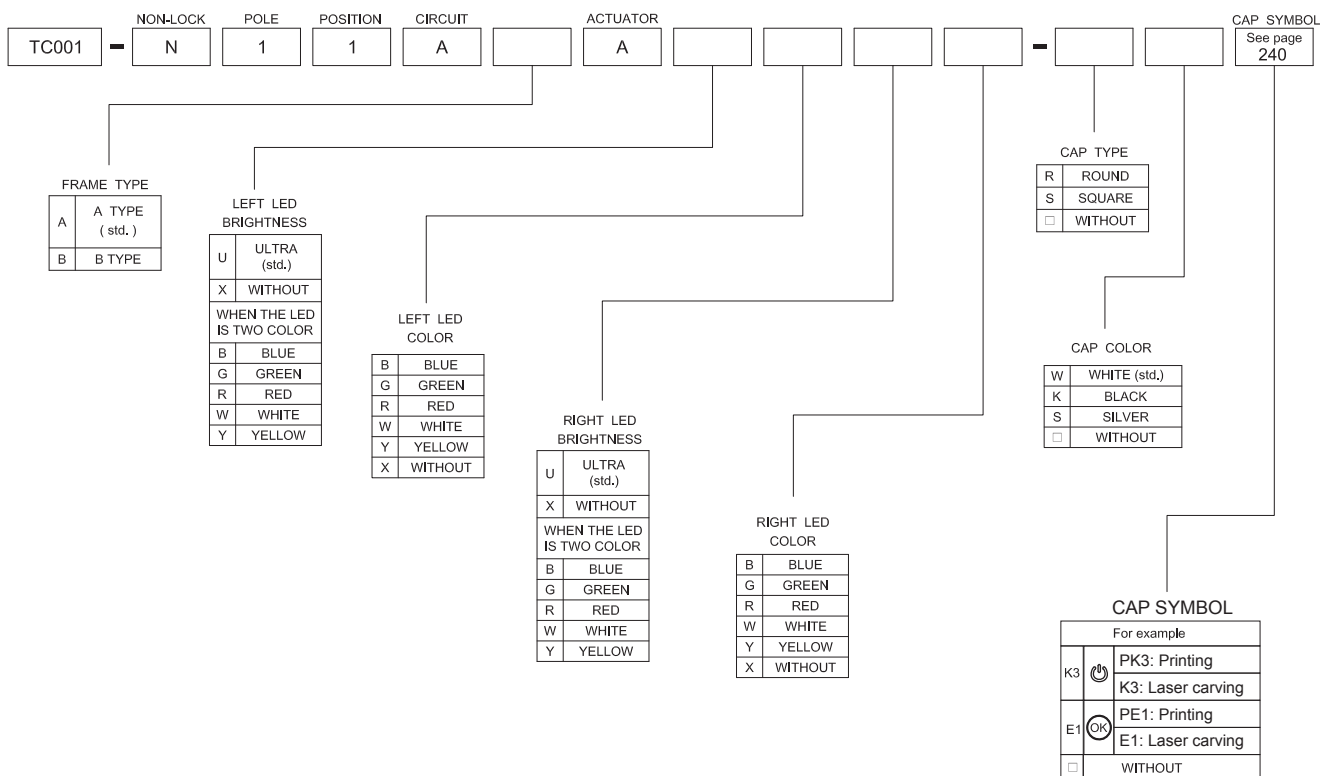 NON-LOCK POLE POSITION CIRCUIT ACTUATOR CAP SYMBOL
TC001 - N 1 1 A A - See page 240
FRAME TYPE
A A TYPE ( std. )
B B TYPE
LEFT LED
BRIGHTNESS
U ULTRA (std.)
X WITHOUT
WHEN THE LED
IS TWO COLOR
B BLUE
G GREEN
R RED
W WHITE
Y YELLOW
LEFT LED
COLOR
B BLUE
G GREEN
R RED
W WHITE
Y YELLOW
X WITHOUT
RIGHT LED
BRIGHTNESS
U ULTRA (std.)
X WITHOUT
WHEN THE LED
IS TWO COLOR
B BLUE
G GREEN
R RED
W WHITE
Y YELLOW
RIGHT LED
COLOR
B BLUE
G GREEN
R RED
W WHITE
Y YELLOW
X WITHOUT
CAP TYPE
R ROUND
S SQUARE
□ WITHOUT
CAP COLOR
W WHITE (std.)
K BLACK
S SILVER
□ WITHOUT
CAP SYMBOL
For example
K3 PK3: Printing
K3: Laser carving
E1 OK PE1: Printing
E1: Laser carving
□ WITHOUT